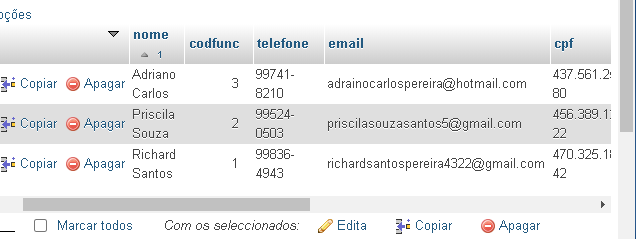 opções
nome codfunc telefone email cpf
1
Copiar Apagar Adriano Carlos 3 99741-8210 adrainocarlospereira@hotmail.com 437.561.2 80
Copiar Apagar Priscila Souza 2 99524-0503 priscilasouzasantos5@gmail.com 456.389.1 22
Copiar Apagar Richard Santos 1 99836-4943 richardsantospereira4322@gmail.com 470.325.1 42
Marcar todos Com os seleccionados: Edita Copiar Apagar